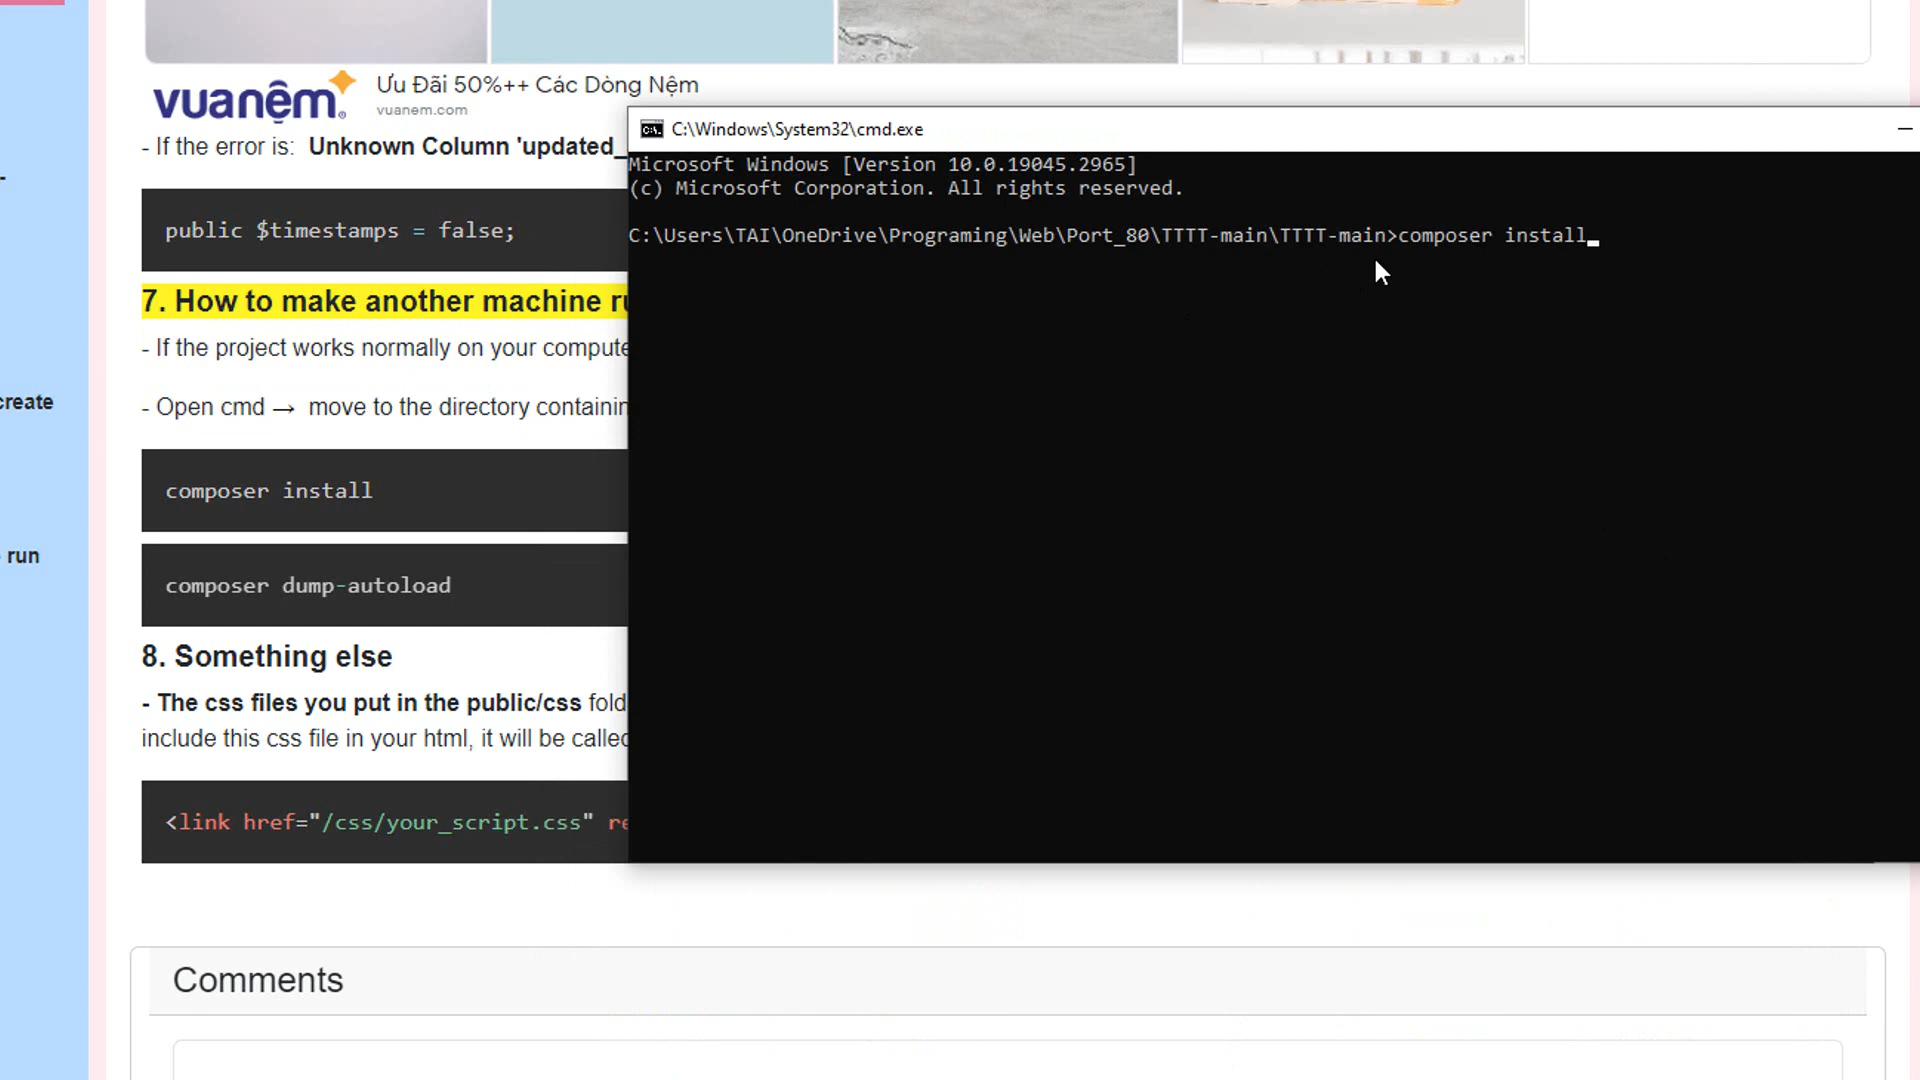 vuanệm
Ưu Đãi 50%++ Các Dòng Nệm
vuanem.com
- If the error is: Unknown Column 'updated_
public $timestamps = false;
7. How to make another machine ru
- If the project works normally on your compute
- Open cmd → move to the directory containin
composer install
composer dump-autoload
8. Something else
- The css files you put in the public/css fold
include this css file in your html, it will be called
<link href="/css/your_script.css" re
Comments
-
create
run
C:\Windows\System32\cmd.exe
Microsoft Windows [Version 10.0.19045.2965]
(c) Microsoft Corporation. All rights reserved.
C:\Users\TAI\OneDrive\Programing\Web\Port_80\TTTT-main\TTTT-main>composer install